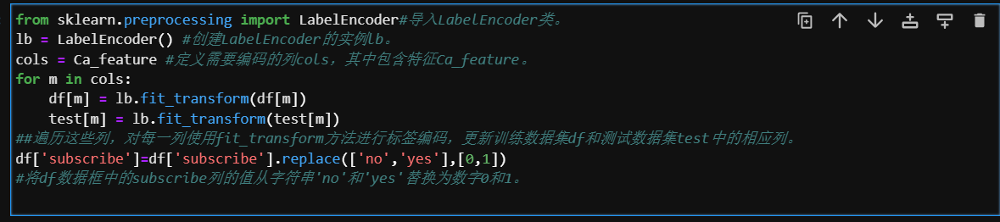 from sklearn.preprocessing import LabelEncoder#导入LabelEncoder类。
lb = LabelEncoder() #创建LabelEncoder的实例lb。
cols = Ca_feature #定义需要编码的列cols，其中包含特征Ca_feature。
for m in cols:
    df[m] = lb.fit_transform(df[m])
    test[m] = lb.fit_transform(test[m])
##遍历这些列，对每一列使用fit_transform方法进行标签编码，更新训练数据集df和测试数据集test中的相应列。
df['subscribe']=df['subscribe'].replace(['no','yes'],[0,1])
#将df数据框中的subscribe列的值从字符串'no'和'yes'替换为数字0和1。